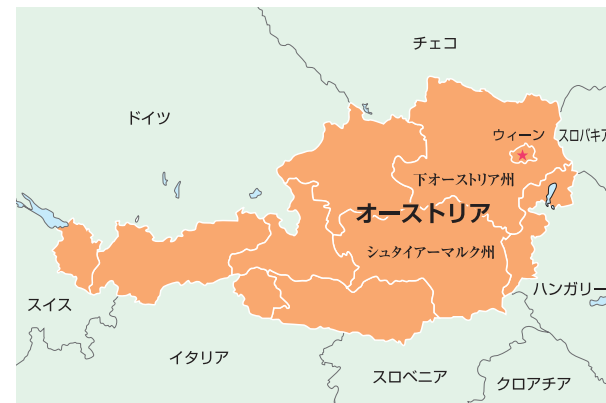 チェコ
ドイツ
ウィーン
スロバキア
下オーストリア州
オーストリア
シュタイアーマルク州
ハンガリー
スイス
イタリア
スロベニア
クロアチア